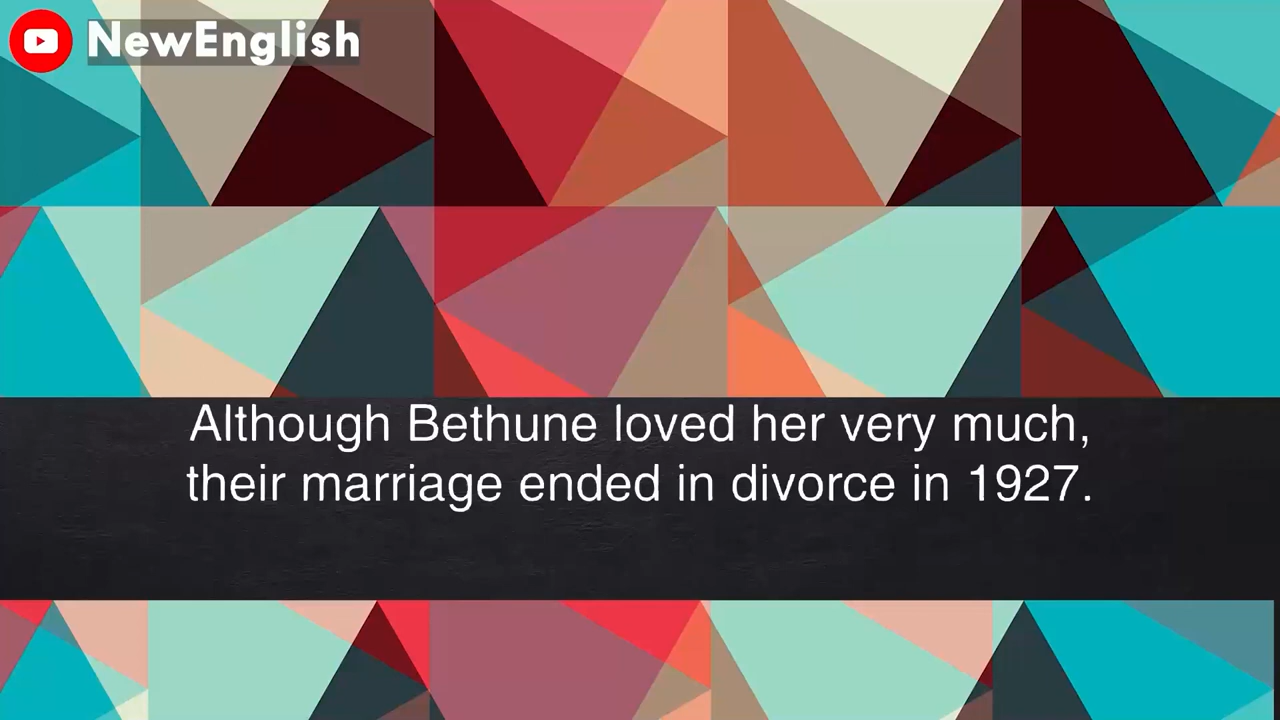 NewEnglish
Although Bethune loved her very much,
their marriage ended in divorce in 1927.